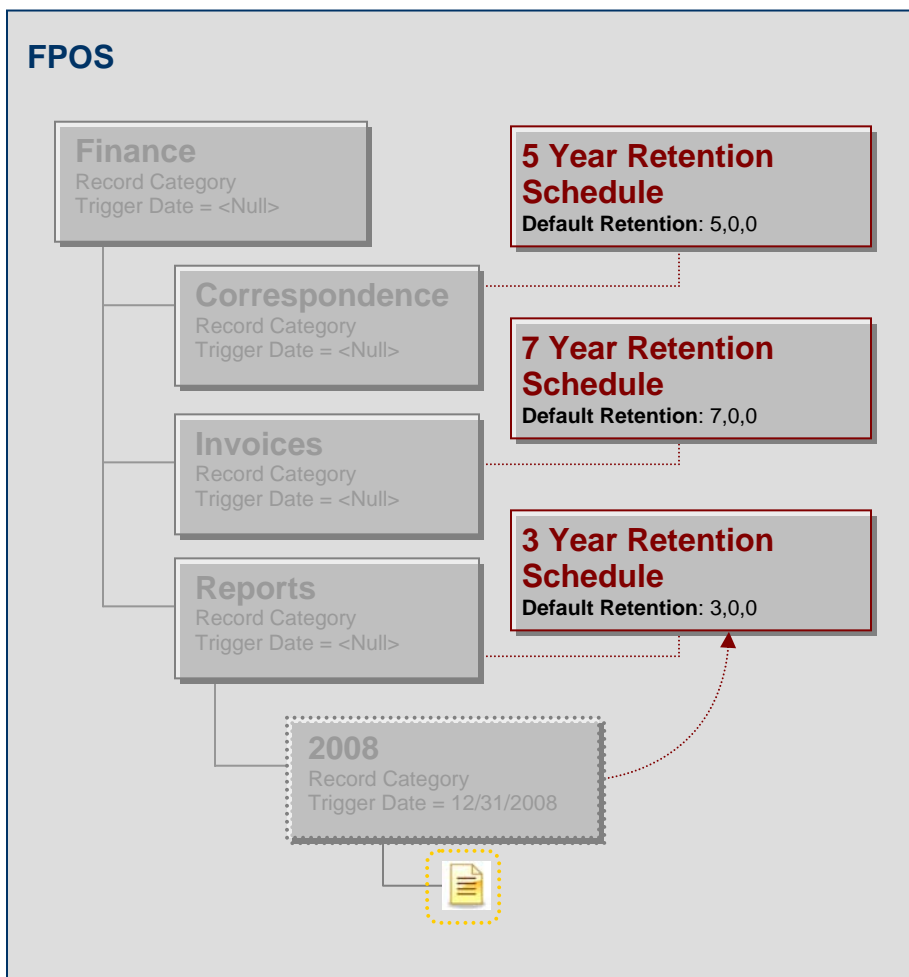 FPOS
Finance
Record Category
Trigger Date = <Null>
5 Year Retention
Schedule
Default Retention: 5,0,0
Correspondence
Record Category
Trigger Date = <Null>
7 Year Retention
Schedule
Default Retention: 7,0,0
Invoices
Record Category
Trigger Date = <Null>
3 Year Retention
Schedule
Default Retention: 3,0,0
Reports
Record Category
Trigger Date = <Null>
2008
Record Category
Trigger Date = 12/31/2008